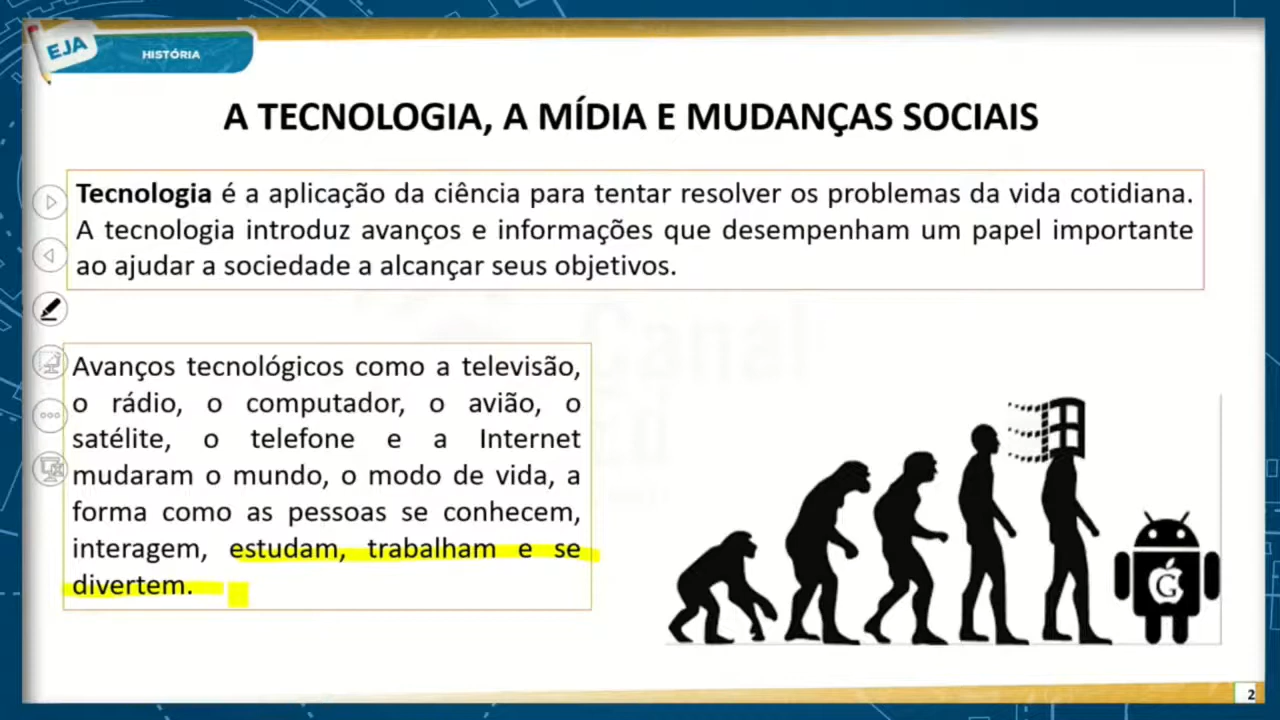 EJA
HISTÓRIA
A TECNOLOGIA, A MÍDIA E MUDANÇAS SOCIAIS
Tecnologia é a aplicação da ciência para tentar resolver os problemas da vida cotidiana.
A tecnologia introduz avanços e informações que desempenham um papel importante
ao ajudar a sociedade a alcançar seus objetivos.
Canal
Avanços tecnológicos como a televisão,
o rádio, o computador, o avião, o
satélite, o telefone e a Internet
mudaram o mundo, o modo de vida, a
forma como as pessoas se conhecem,
interagem, estudam, trabalham e se
divertem.
G
2